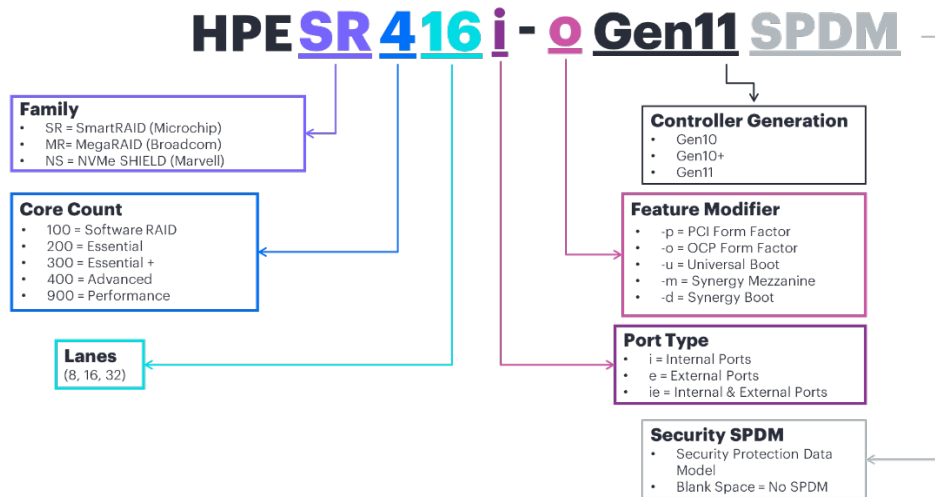 HPE SR 4 16 i - o Gen11 SPDM
Family
• SR = SmartRAID (Microchip)
• MR= MegaRAID (Broadcom)
• NS = NVMe SHIELD (Marvell)
Core Count
• 100 = Software RAID
• 200 = Essential
• 300 = Essential +
• 400 = Advanced
• 900 = Performance
Lanes
(8, 16, 32)
Controller Generation
• Gen10
• Gen10+
• Gen11
Feature Modifier
• -p = PCI Form Factor
• -o = OCP Form Factor
• -u = Universal Boot
• -m = Synergy Mezzanine
• -d = Synergy Boot
Port Type
• i = Internal Ports
• e = External Ports
• ie = Internal & External Ports
Security SPDM
• Security Protection Data
Model
• Blank Space = No SPDM